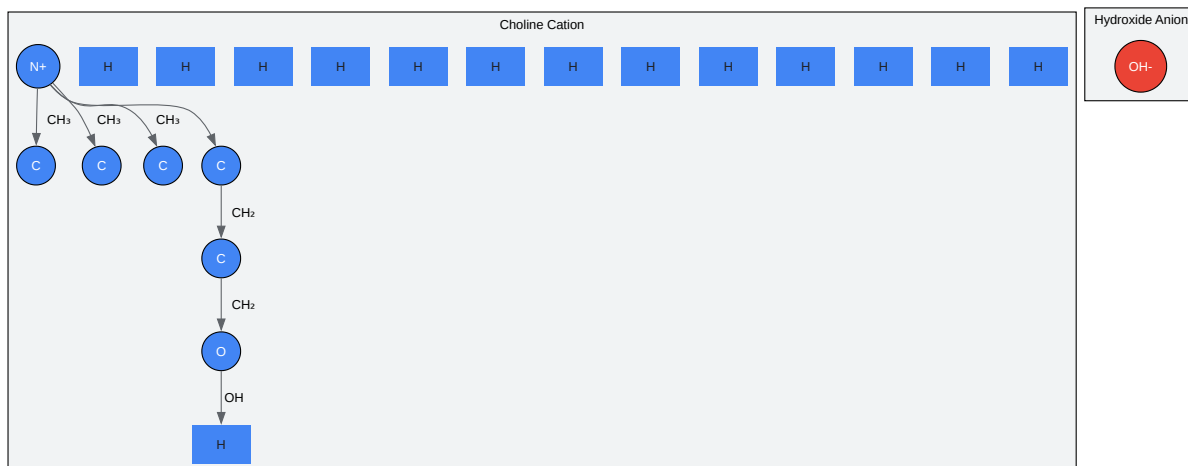 Choline Cation
Hydroxide Anion
N+ H H H H H H H H H H H H H
OH-
CH₃ CH₃ CH₃
C C C C
CH₂
C
CH₂
O
OH
H